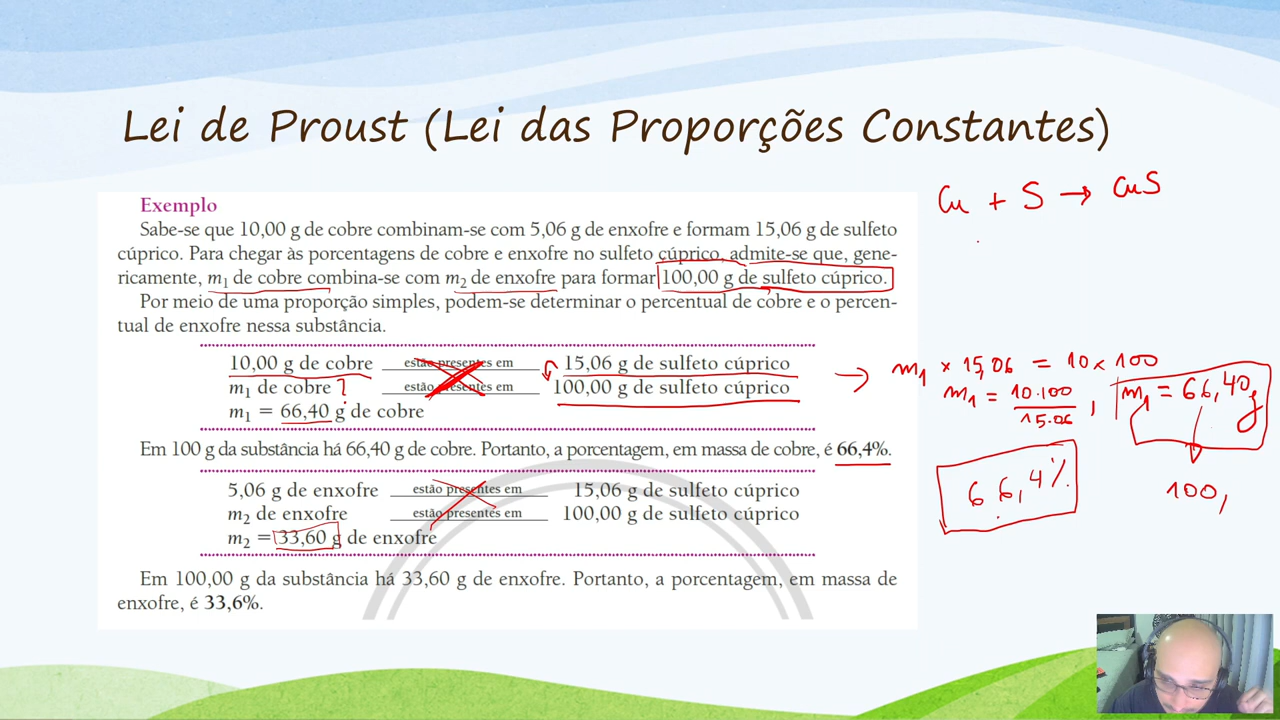 Lei de Proust (Lei das Proporções Constantes)
Cu + S → CuS
Exemplo
Sabe-se que 10,00 g de cobre combinam-se com 5,06 g de enxofre e formam 15,06 g de sulfeto
cúprico. Para chegar às porcentagens de cobre e enxofre no sulfeto cúprico, admite-se que, gene-
ricamente, m₁ de cobre combina-se com m₂ de enxofre para formar 100,00 g de sulfeto cúprico.
Por meio de uma proporção simples, podem-se determinar o percentual de cobre e o percen-
tual de enxofre nessa substância.
10,00 g de cobre estão presentes em 15,06 g de sulfeto cúprico
m₁ de cobre ? estão presentes em 100,00 g de sulfeto cúprico
m₁ = 66,40 g de cobre
→ m₁ × 15,06 = 10 × 100
m₁ = 10.100 / 15.06 , m₁ = 66,40g
Em 100 g da substância há 66,40 g de cobre. Portanto, a porcentagem, em massa de cobre, é 66,4%.
66,4%.
100,
5,06 g de enxofre estão presentes em 15,06 g de sulfeto cúprico
m₂ de enxofre estão presentes em 100,00 g de sulfeto cúprico
m₂ = 33,60 g de enxofre
Em 100,00 g da substância há 33,60 g de enxofre. Portanto, a porcentagem, em massa de
enxofre, é 33,6%.